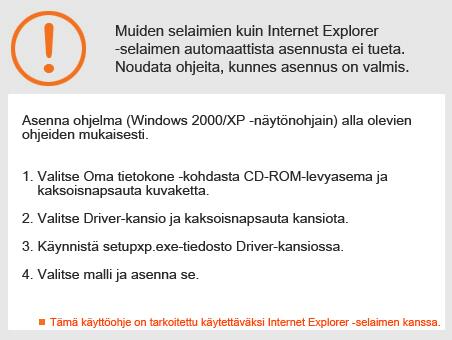 Muiden selaimien kuin Internet Explorer
-selaimen automaattista asennusta ei tueta.
Noudata ohjeita, kunnes asennus on valmis.
Asenna ohjelma (Windows 2000/XP -näytönohjain) alla olevien
ohjeiden mukaisesti.
1. Valitse Oma tietokone -kohdasta CD-ROM-levyasema ja
kaksoisnapsauta kuvaketta.
2. Valitse Driver-kansio ja kaksoisnapsauta kansiota.
3. Käynnistä setupxp.exe-tiedosto Driver-kansiossa.
4. Valitse malli ja asenna se.
Tämä käyttöohje on tarkoitettu käytettäväksi Internet Explorer -selaimen kanssa.